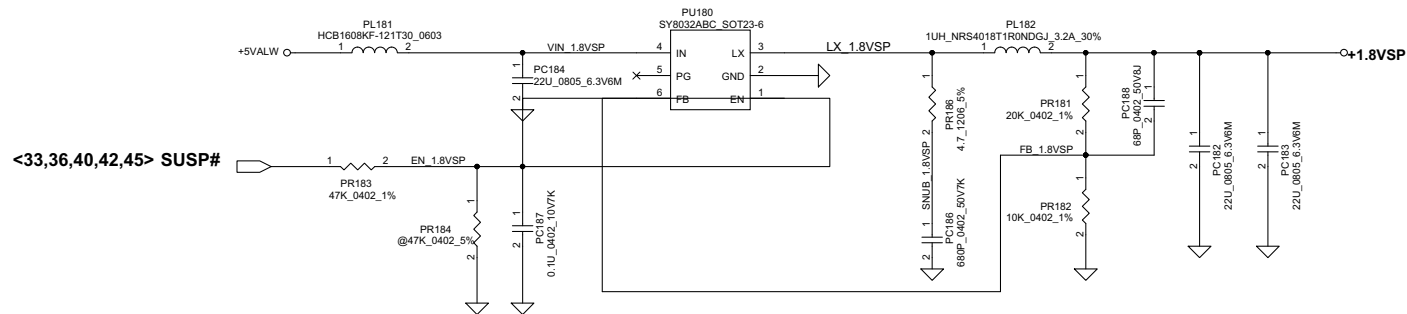 PU180
SY8032ABC_SOT23-6
PL181
HCB1608KF-121T30_0603
1 2
+5VALW
VIN_1.8VSP
4 IN LX 3
LX_1.8VSP
PL182
1UH_NRS4018T1R0NDGJ_3.2A_30%
1 2
+1.8VSP
5 PG GND 2
6 FB EN 1
1
PC184
22U_0805_6.3V6M
2
1
PR186
4.7_1206_5%
2
SNUB_1.8VSP
1
PC186
680P_0402_50V7K
2
1
PR181
20K_0402_1%
2
1
PC188
68P_0402_50V8J
2
FB_1.8VSP
1
PR182
10K_0402_1%
2
1
PC182
22U_0805_6.3V6M
2
1
PC183
22U_0805_6.3V6M
2
<33,36,40,42,45> SUSP#
1 2
PR183
47K_0402_1%
EN_1.8VSP
1
PR184
@47K_0402_5%
2
1
PC187
0.1U_0402_10V7K
2